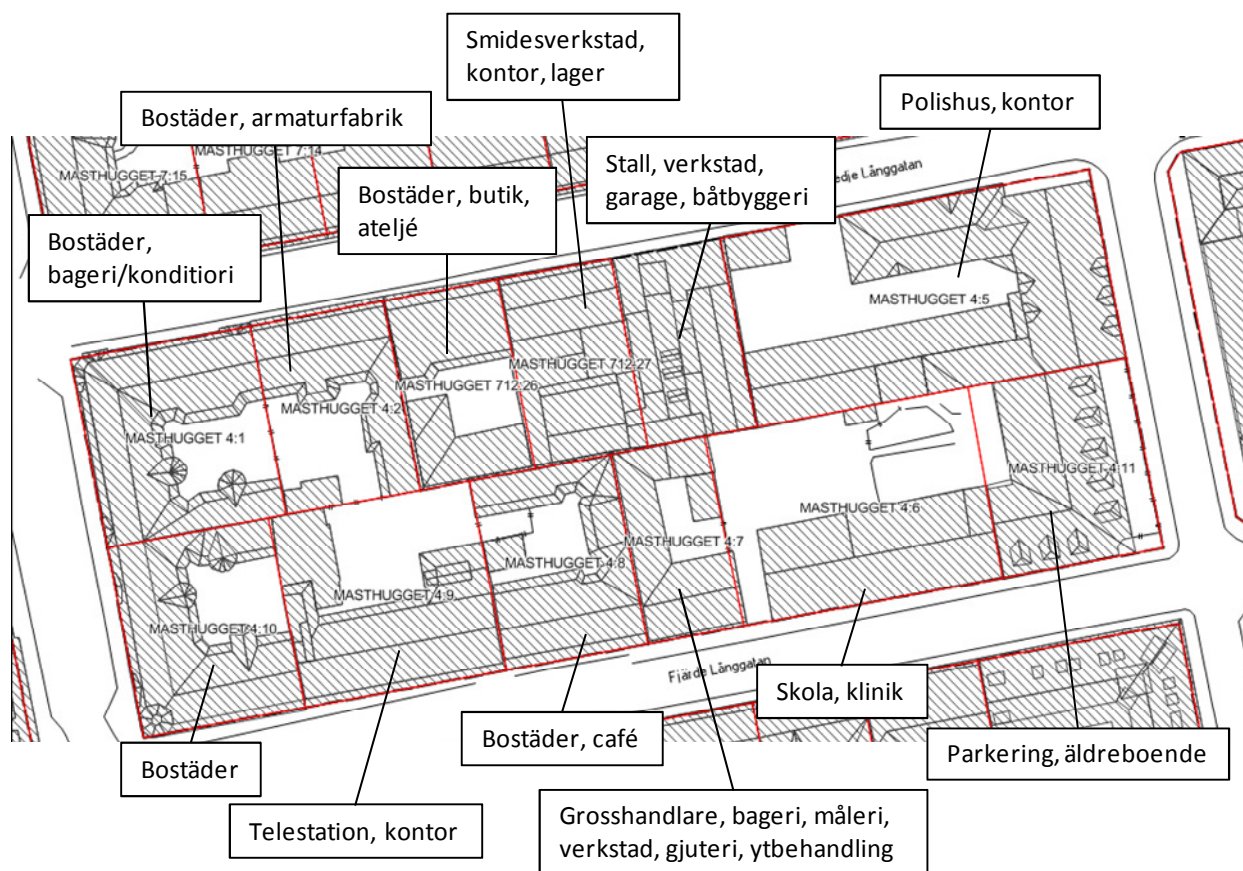 Smidesverkstad,
kontor, lager
Polishus, kontor
Bostäder, armaturfabrik
MASTHUGGET 7:14
MASTHUGGET 7:15
Stall, verkstad,
garage, båtbyggeri
edje Långgatan
Bostäder, butik,
ateljé
Bostäder,
bageri/konditiori
MASTHUGGET 4:5
MASTHUGGET 712:27
MASTHUGGET 712:26
MASTHUGGET 4:2
MASTHUGGET 4:1
MASTHUGGET 4:11
MASTHUGGET 4:6
MASTHUGGET 4:7
MASTHUGGET 4:8
MASTHUGGET 4:9
MASTHUGGET 4:10
Fjärde Långgatan
Skola, klinik
Bostäder, café
Parkering, äldreboende
Bostäder
Telestation, kontor
Grosshandlare, bageri, måleri,
verkstad, gjuteri, ytbehandling